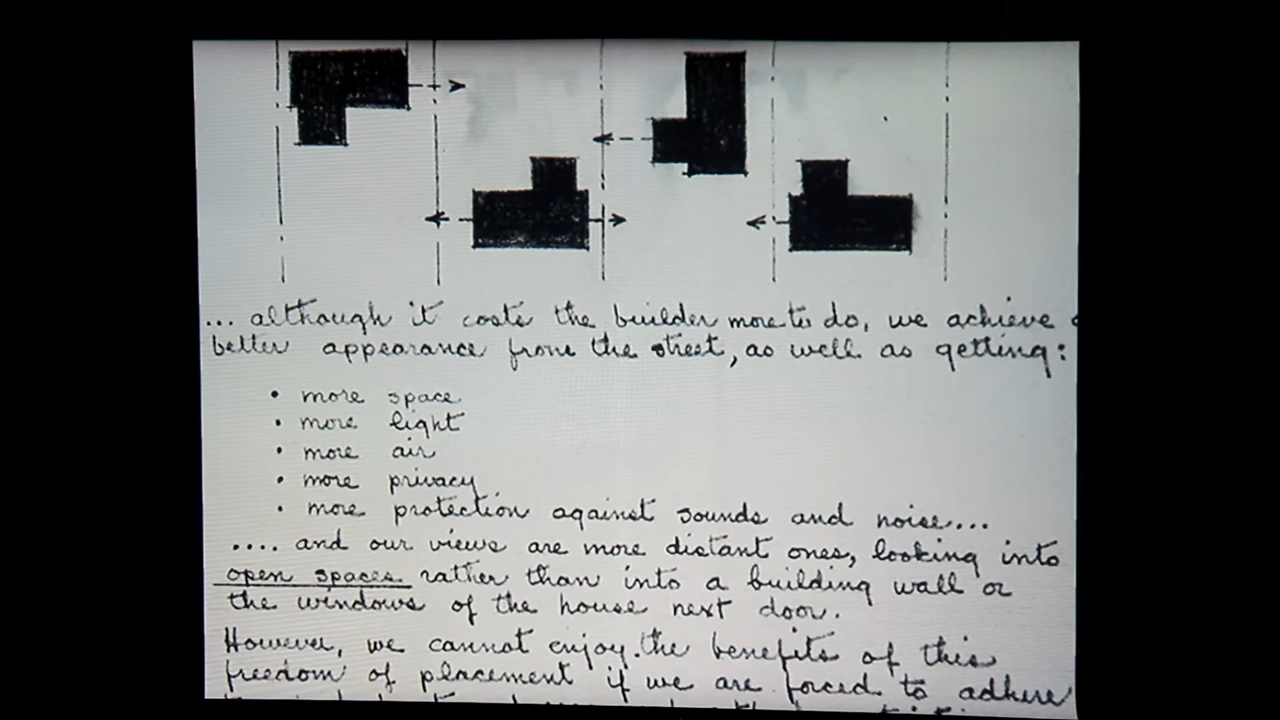 ... although it costs the builder more to do, we achieve
better appearance from the street, as well as getting:
• more space
• more light
• more air
• more privacy
• more protection against sounds and noise....
.... and our views are more distant ones, looking into
open spaces rather than into a building wall or
the windows of the house next door.
However, we cannot enjoy the benefits of this
freedom of placement if we are forced to adhere